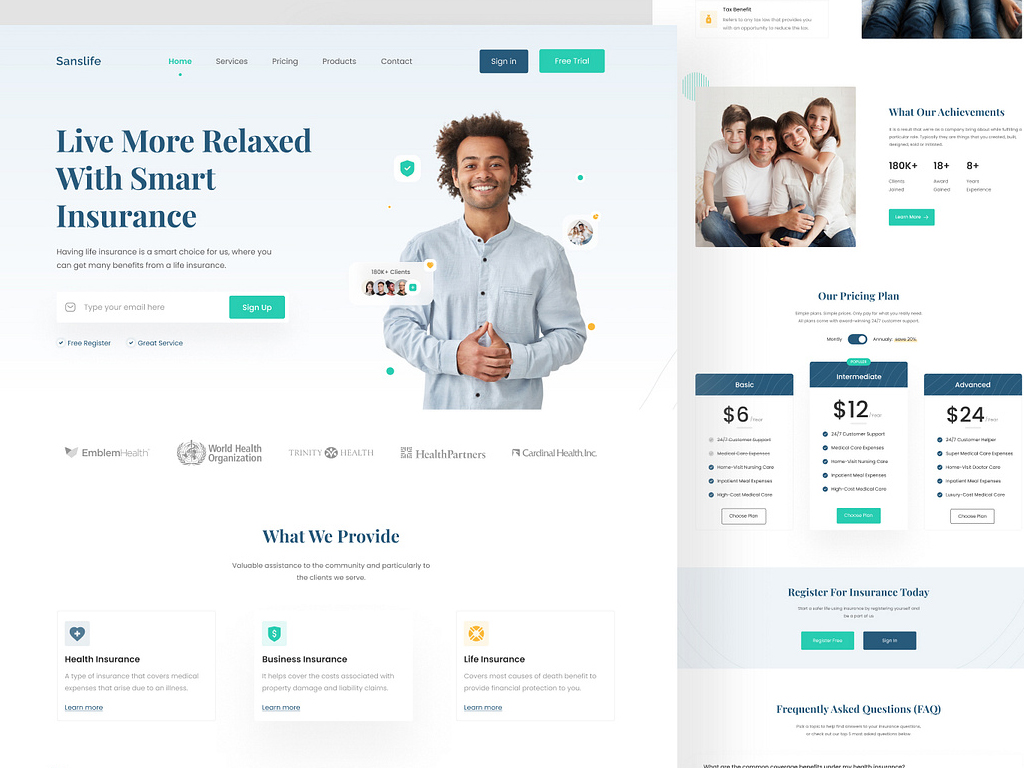 Sanslife
Home
Services
Pricing
Products
Contact
Sign in
Free Trial
Live More Relaxed
With Smart
Insurance
Having life insurance is a smart choice for us, where you
can get many benefits from a life insurance.
Type your email here
Sign Up
Free Register
Great Service
180K+ Clients
EmblemHealth
World Health
Organization
TRINITY HEALTH
HealthPartners
Cardinal Health, Inc.
What We Provide
Valuable assistance to the community and particularly to
the clients we serve.
Health Insurance
A type of insurance that covers medical
expenses that arise due to an illness.
Learn more
Business Insurance
It helps cover the costs associated with
property damage and liability claims.
Learn more
Life Insurance
Covers most causes of death benefit to
provide financial protection to you.
Learn more
Tax Benefit
Refers to any tax law that provides you
with an opportunity to reduce the tax.
What Our Achievements
It is a result that we're as a company bring about while fulfilling a
particular role. Typically they are things that you created, built,
designed, sold or initiated.
180K+
Clients
Joined
18+
Award
Gained
8+
Years
Experience
Learn More →
Our Pricing Plan
Simple plans. Simple prices. Only pay for what you really need.
All plans come with award-winning 24/7 customer support.
Montly
Annualy: save 20%
Basic
$6 /Year
24/7 Customer Support
Medical Care Expenses
Home-Visit Nursing Care
Inpatient Meal Expenses
High-Cost Medical Care
Choose Plan
POPULER
Intermediate
$12 /Year
24/7 Customer Support
Medical Care Expenses
Home-Visit Nursing Care
Inpatient Meal Expenses
High-Cost Medical Care
Choose Plan
Advanced
$24 /Year
24/7 Customer Helper
Super Medical Care Expenses
Home-Visit Doctor Care
Inpatient Meal Expenses
Luxury-Cost Medical Care
Choose Plan
Register For Insurance Today
Start a safer life using insurance by registering yourself and
be a part of us.
Register Free
Sign In
Frequently Asked Questions (FAQ)
Pick a topic to help find answers to your insurance questions,
or check out our top 5 most asked questions below.
What are the common coverage benefits under my health insurance?